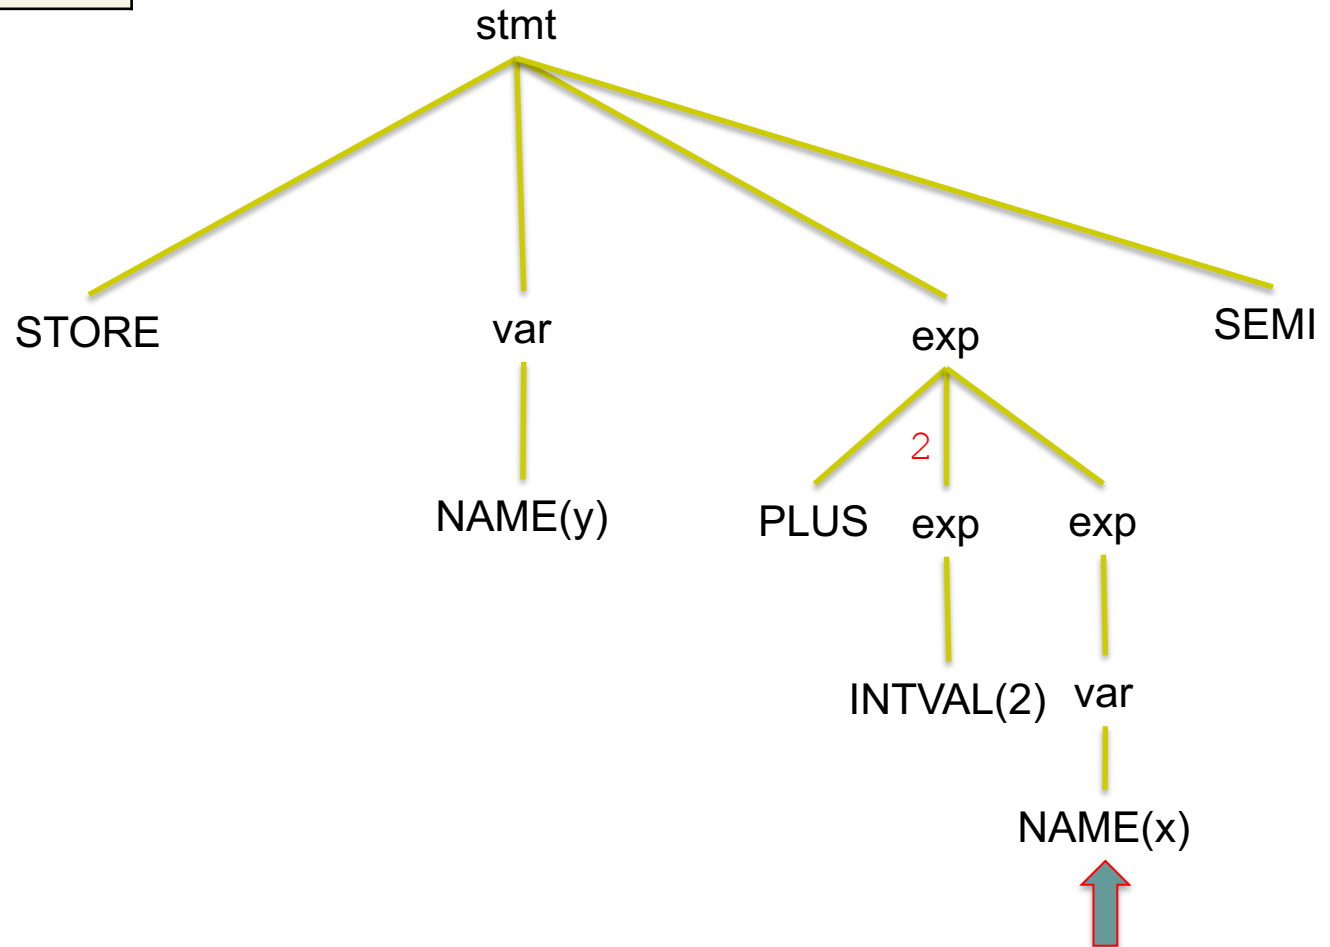 stmt
STORE var exp SEMI
2
NAME(y) PLUS exp exp
INTVAL(2) var
NAME(x)